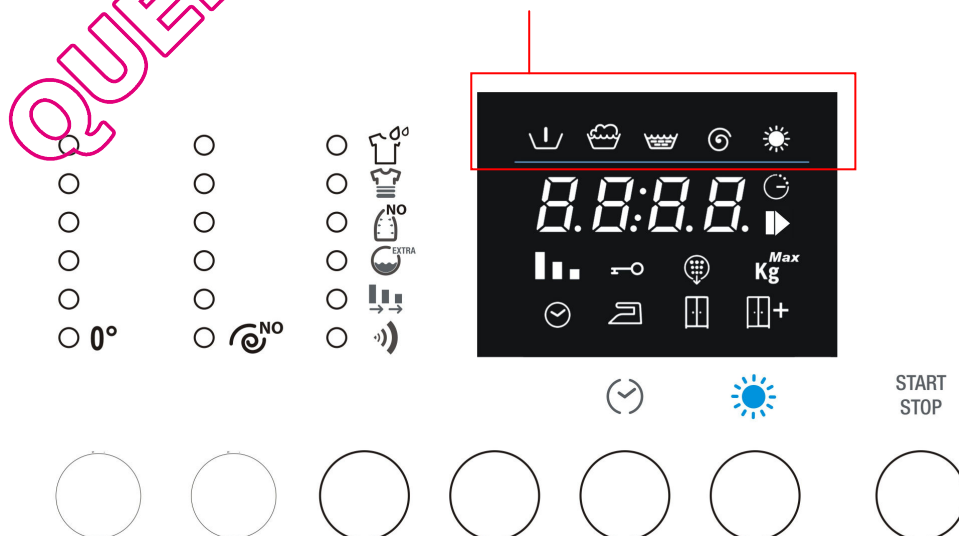 QUE
NO
EXTRA
0°
NO
8.8:8.8.
Max
Kg
+
START
STOP